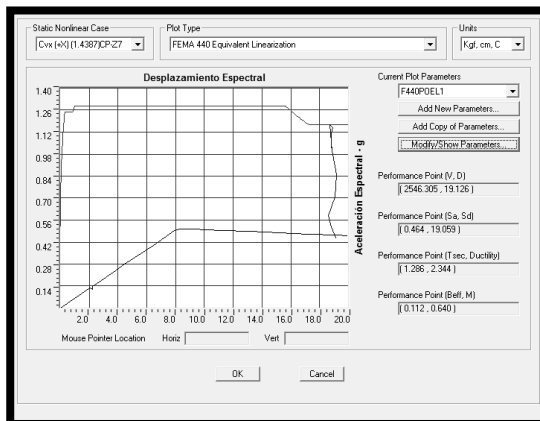 Static Nonlinear Case
Plot Type
Units
Cvx (+X) (1.4387)CP-Z7
FEMA 440 Equivalent Linearization
Kgf, cm, C
Desplazamiento Espectral
Current Plot Parameters
F440POEL1
Add New Parameters...
Add Copy of Parameters...
Modify/Show Parameters...
1.40
1.26
1.12
0.98
0.84
0.70
0.56
0.42
0.28
0.14
Aceleración Espectral - g
Performance Point (V, D)
( 2546.305 , 19.126 )
Performance Point (Sa, Sd)
( 0.464 , 19.059 )
Performance Point (Tsec, Ductility)
( 1.286 , 2.344 )
Performance Point (Beff, M)
( 0.112 , 0.640 )
2.0 4.0 6.0 8.0 10.0 12.0 14.0 16.0 18.0 20.0
Mouse Pointer Location Horiz Vert
OK Cancel